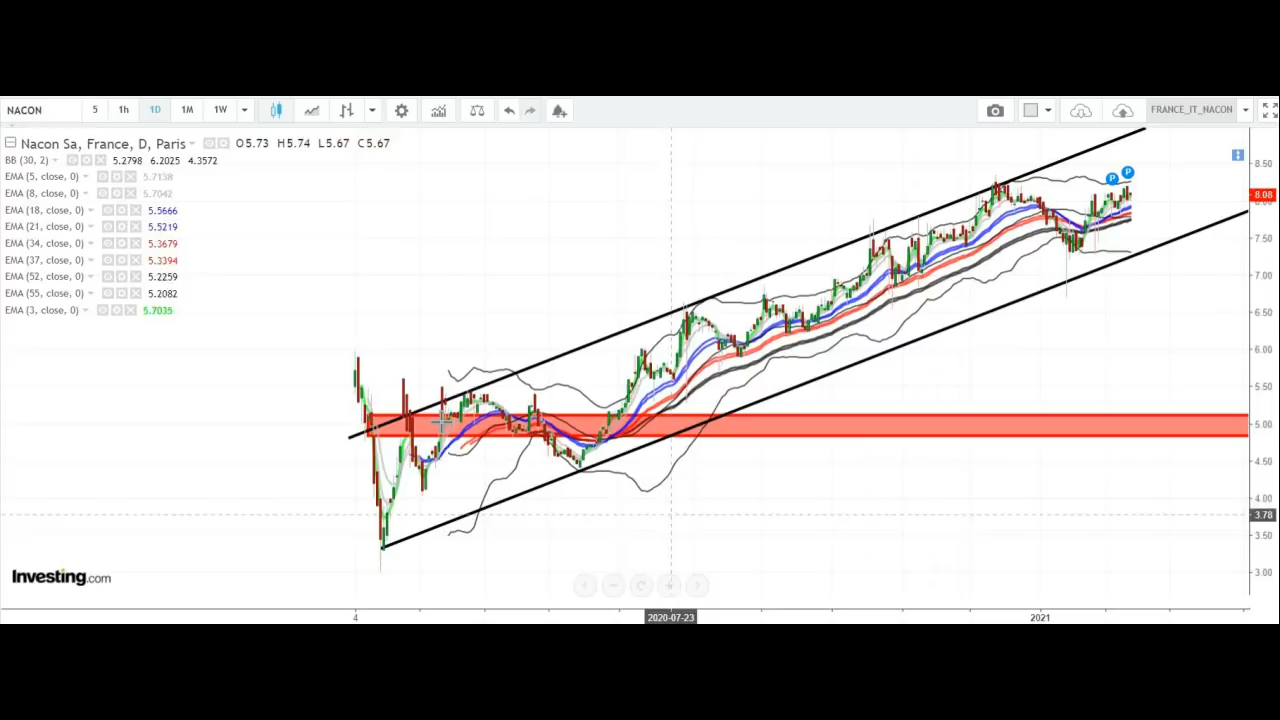 NACON 5 1h 1D 1M 1W FRANCE_IT_NACON
Nacon Sa, France, D, Paris O5.73 H5.74 L5.67 C5.67
BB (30, 2) 5.2798 6.2025 4.3572
EMA (5, close, 0) 5.7138
EMA (8, close, 0) 5.7042
EMA (18, close, 0) 5.5666
EMA (21, close, 0) 5.5219
EMA (34, close, 0) 5.3679
EMA (37, close, 0) 5.3394
EMA (52, close, 0) 5.2259
EMA (55, close, 0) 5.2082
EMA (3, close, 0) 5.7035
P P
8.50
8.08
7.50
7.00
6.50
6.00
5.50
5.00
4.50
4.00
3.78
3.50
3.00
Investing.com
4 2020-07-23 2021